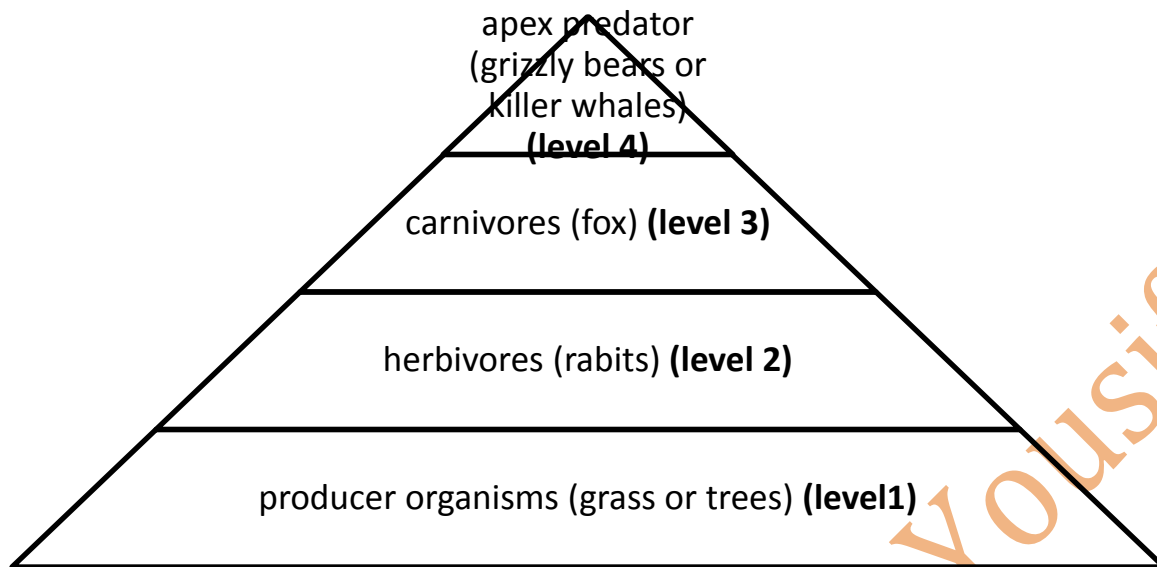 apex predator
(grizzly bears or
killer whales)
(level 4)
carnivores (fox) (level 3)
herbivores (rabits) (level 2)
producer organisms (grass or trees) (level1)